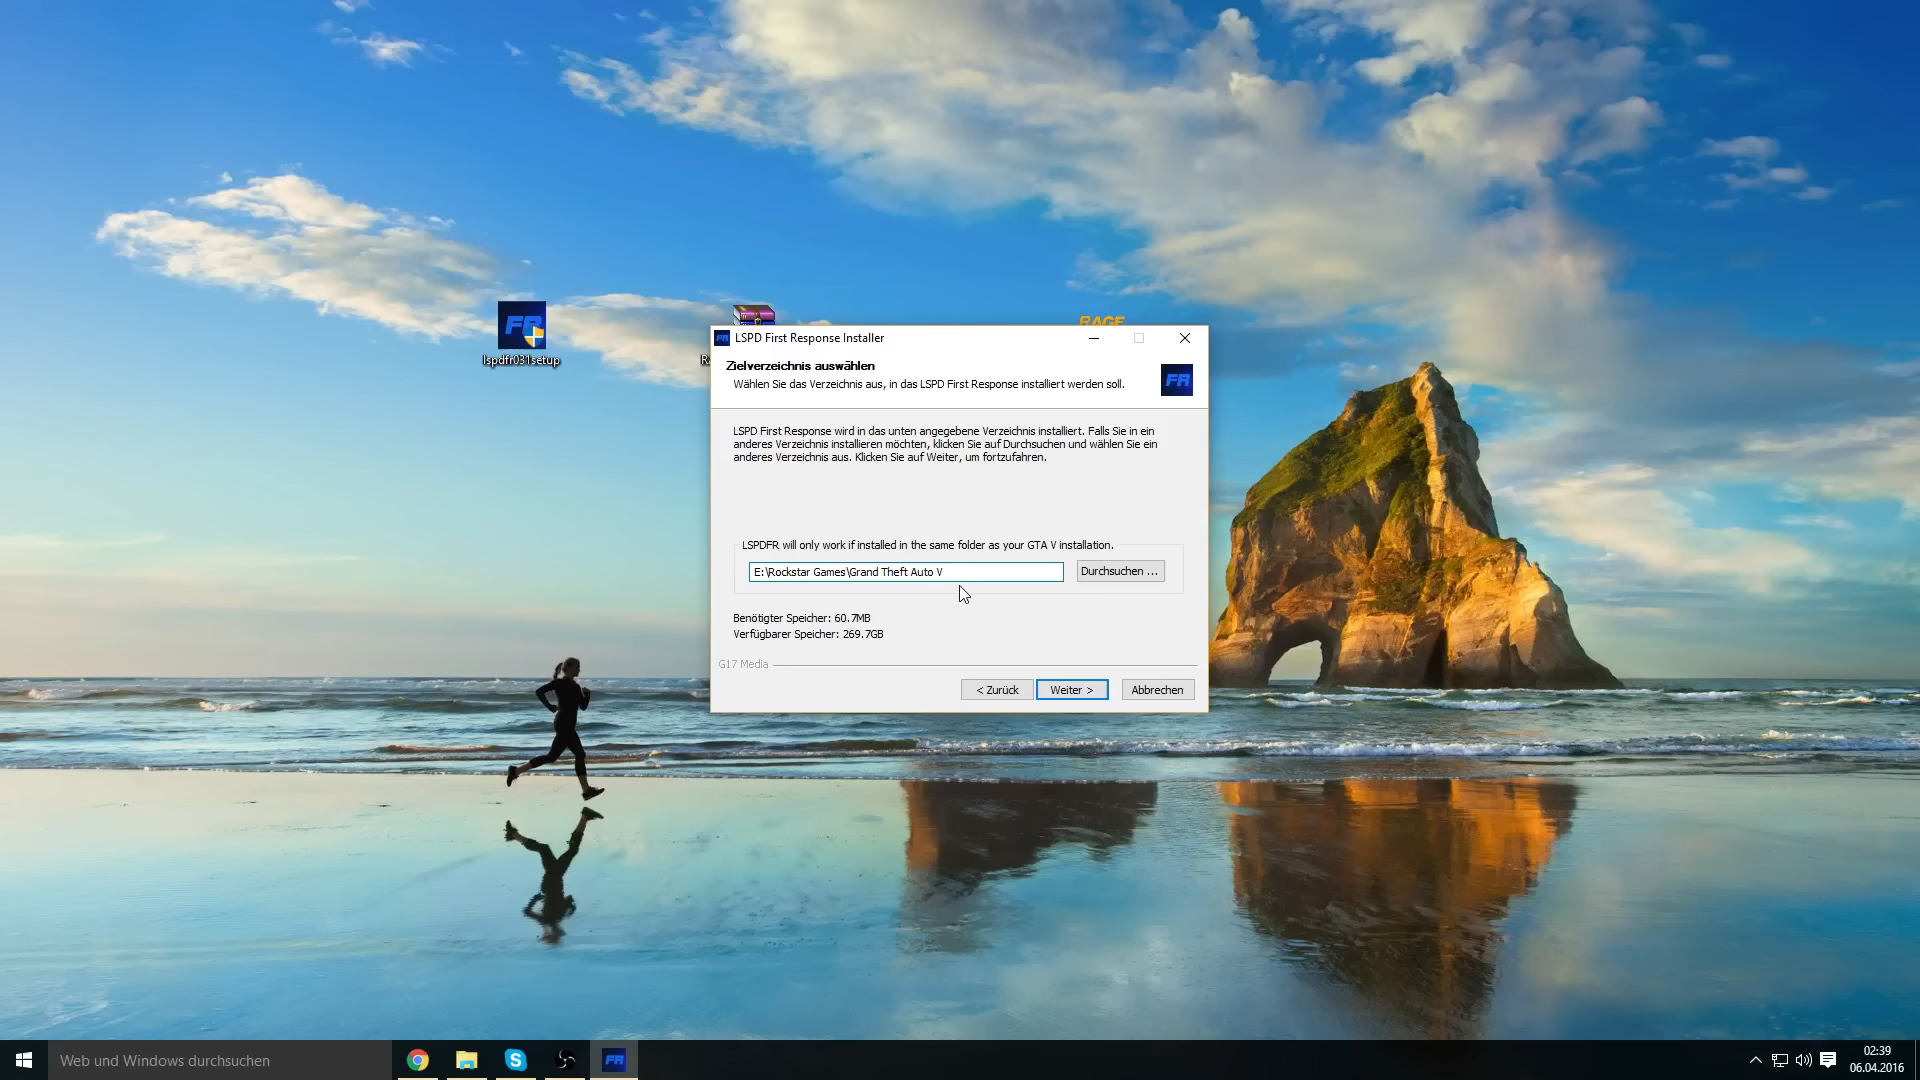 FR
lspdfr031setup
RAGE
LSPD First Response Installer
Zielverzeichnis auswählen
Wählen Sie das Verzeichnis aus, in das LSPD First Response installiert werden soll.
FR
LSPD First Response wird in das unten angegebene Verzeichnis installiert. Falls Sie in ein
anderes Verzeichnis installieren möchten, klicken Sie auf Durchsuchen und wählen Sie ein
anderes Verzeichnis aus. Klicken Sie auf Weiter, um fortzufahren.
LSPDFR will only work if installed in the same folder as your GTA V installation.
E:\Rockstar Games\Grand Theft Auto V
Durchsuchen ...
Benötigter Speicher: 60.7MB
Verfügbarer Speicher: 269.7GB
G17 Media
< Zurück
Weiter >
Abbrechen
Web und Windows durchsuchen
FR
02:39
06.04.2016